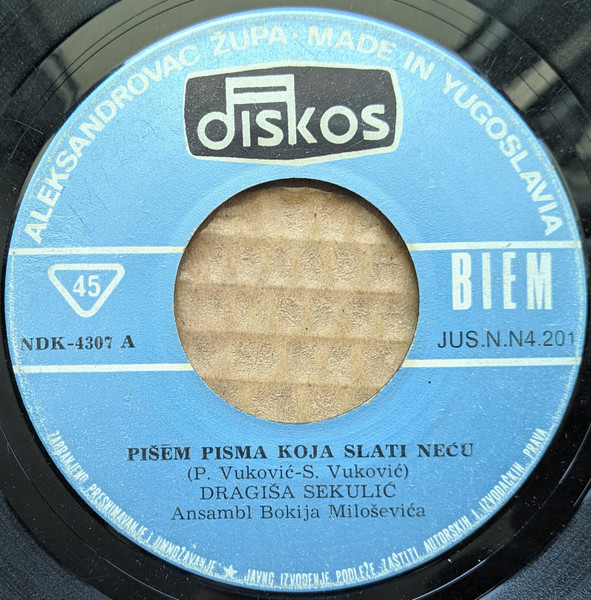 ALEKSANDROVAC ŽUPA · MADE IN YUGOSLAVIA
diskos
45
BIEM
NDK-4307 A
JUS.N.N4.201
PIŠEM PISMA KOJA SLATI NEĆU
(P. Vuković-S. Vuković)
DRAGIŠA SEKULIĆ
Ansambl Bokija Miloševića
ZABRANJENO PRESNIMAVANJE I UMNOŽAVANJE ★ JAVNO IZVOĐENJE PODLEŽE ZAŠTITI AUTORSKIH I IZVOĐAČKIH PRAVA